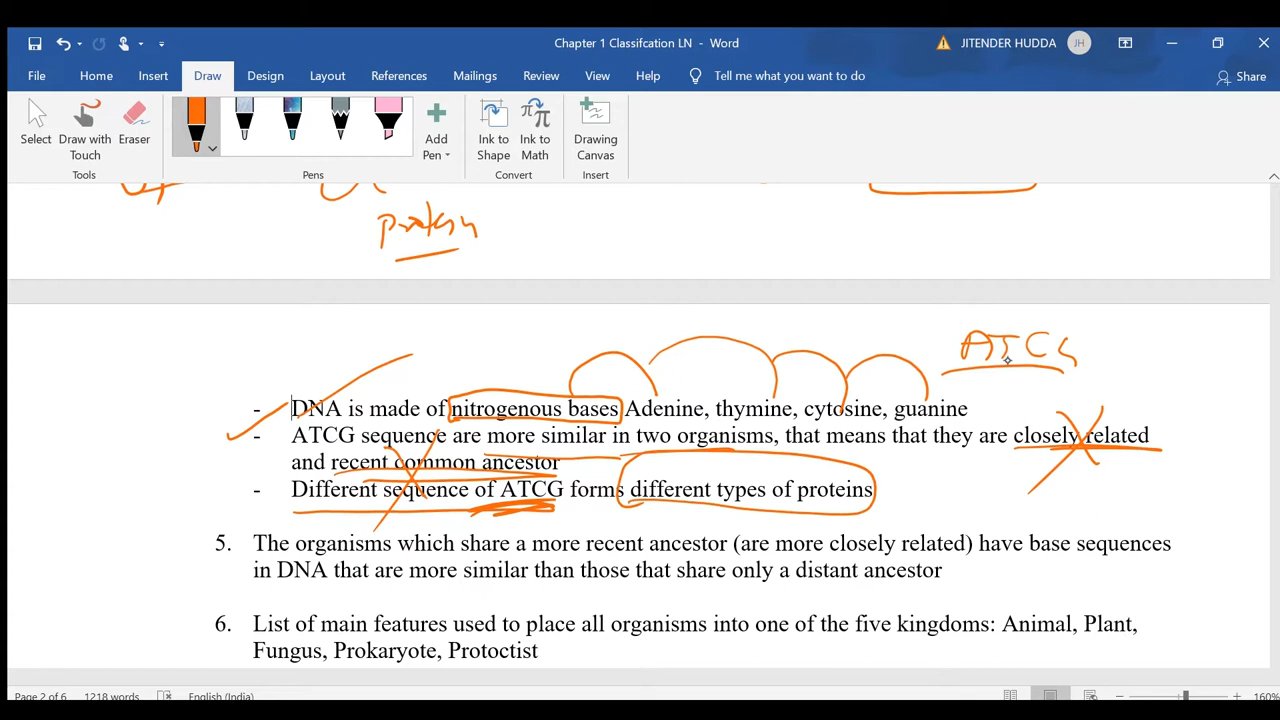 Chapter 1 Classifcation LN - Word
JITENDER HUDDA
JH
File Home Insert Draw Design Layout References Mailings Review View Help Tell me what you want to do
Share
Select
Draw with Touch
Eraser
Add Pen
Ink to Shape
Ink to Math
Drawing Canvas
Tools
Pens
Convert
Insert
protein
ATCG
- DNA is made of nitrogenous bases Adenine, thymine, cytosine, guanine
- ATCG sequence are more similar in two organisms, that means that they are closely related
and recent common ancestor
- Different sequence of ATCG forms different types of proteins
5. The organisms which share a more recent ancestor (are more closely related) have base sequences
in DNA that are more similar than those that share only a distant ancestor
6. List of main features used to place all organisms into one of the five kingdoms: Animal, Plant,
Fungus, Prokaryote, Protoctist
Page 2 of 6 1218 words English (India) 160%